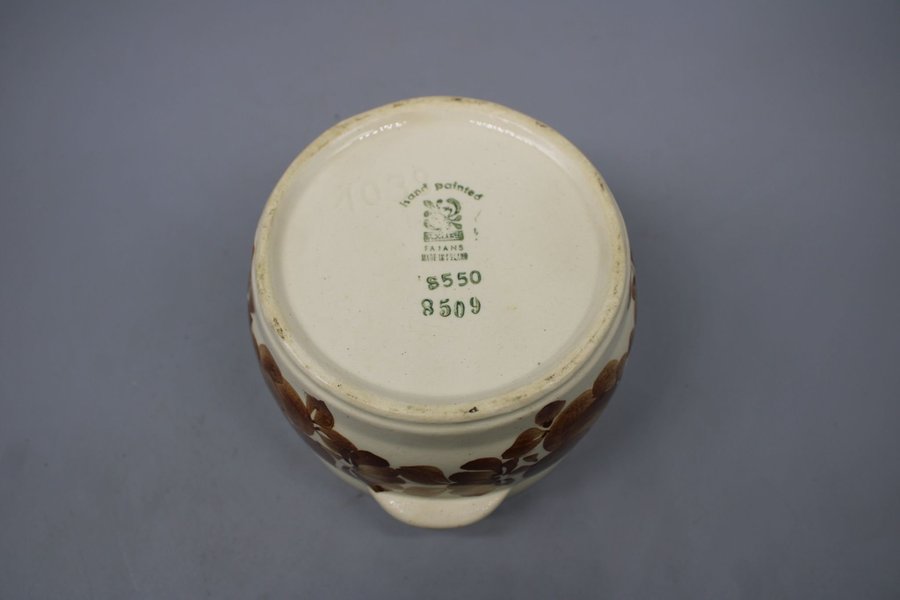 hand painted
FAJANS
MADE IN POLAND
8550
8509